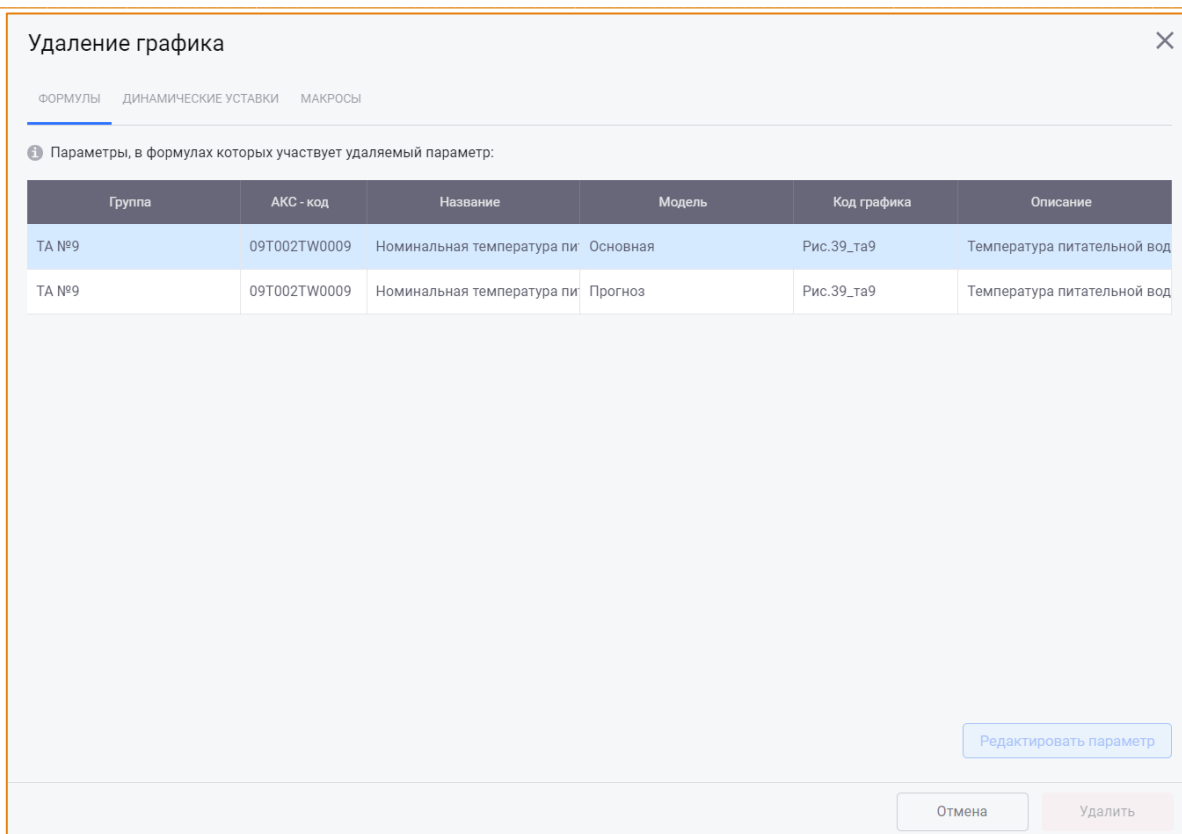 Удаление графика
ФОРМУЛЫ ДИНАМИЧЕСКИЕ УСТАВКИ МАКРОСЫ
Параметры, в формулах которых участвует удаляемый параметр:
Группа АКС - код Название Модель Код графика Описание
ТА №9 09T002TW0009 Номинальная температура пи Основная Рис.39_та9 Температура питательной вод
ТА №9 09T002TW0009 Номинальная температура пи Прогноз Рис.39_та9 Температура питательной вод
Редактировать параметр
Отмена Удалить